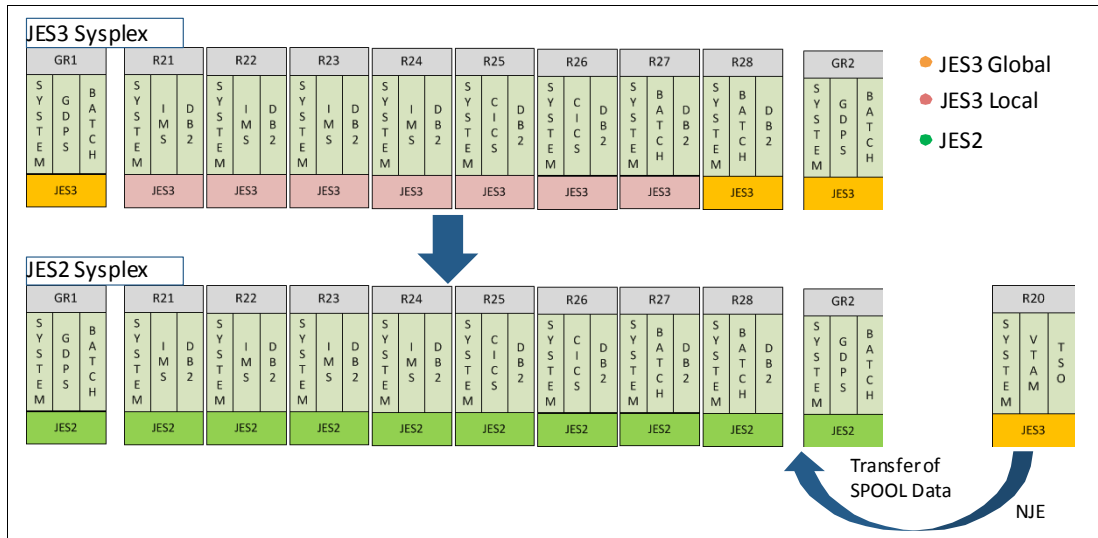 JES3 Sysplex
GR1 R21 R22 R23 R24 R25 R26 R27 R28 GR2
SYSTEM GDPS BATCH SYSTEM IMS DB2 SYSTEM IMS DB2 SYSTEM IMS DB2 SYSTEM IMS DB2 SYSTEM CICS DB2 SYSTEM CICS DB2 SYSTEM BATCH DB2 SYSTEM BATCH DB2 SYSTEM GDPS BATCH
JES3 JES3 JES3 JES3 JES3 JES3 JES3 JES3 JES3 JES3
JES3 Global
JES3 Local
JES2
JES2 Sysplex
GR1 R21 R22 R23 R24 R25 R26 R27 R28 GR2 R20
SYSTEM GDPS BATCH SYSTEM IMS DB2 SYSTEM IMS DB2 SYSTEM IMS DB2 SYSTEM IMS DB2 SYSTEM CICS DB2 SYSTEM CICS DB2 SYSTEM BATCH DB2 SYSTEM BATCH DB2 SYSTEM GDPS BATCH SYSTEM VTAM TSO
JES2 JES2 JES2 JES2 JES2 JES2 JES2 JES2 JES2 JES2 JES3
Transfer of
SPOOL Data
NJE